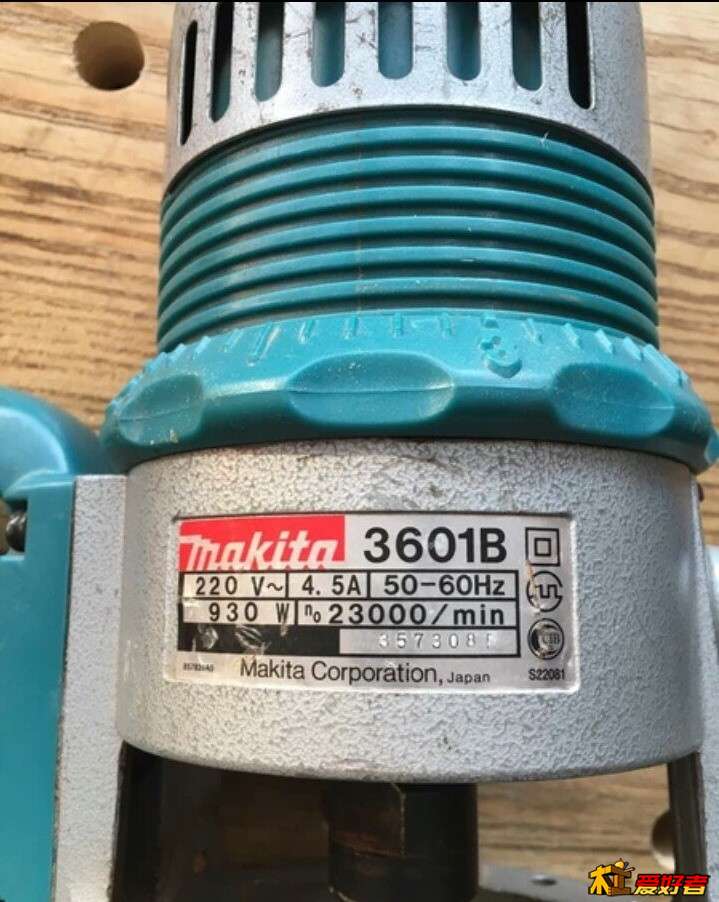 3
makita 3601B
220 V~ 4.5A 50-60Hz
930 W n₀ 23000/min
Makita Corporation, Japan S22081
木工爱好者